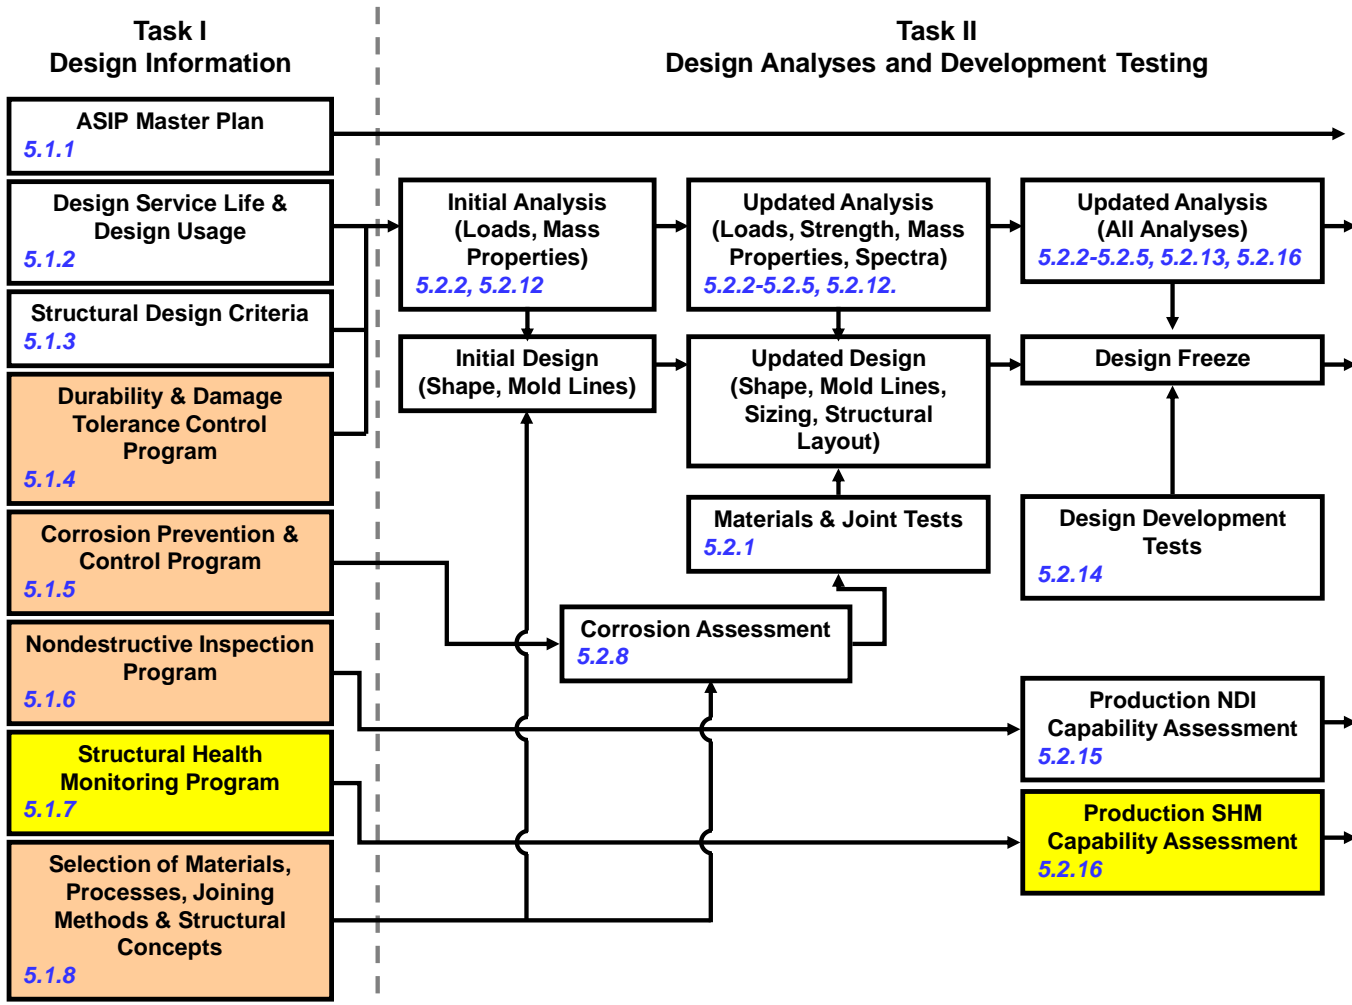 Task I
Design Information
Task II
Design Analyses and Development Testing
ASIP Master Plan
5.1.1
Design Service Life &
Design Usage
5.1.2
Structural Design Criteria
5.1.3
Durability & Damage
Tolerance Control
Program
5.1.4
Corrosion Prevention &
Control Program
5.1.5
Nondestructive Inspection
Program
5.1.6
Structural Health
Monitoring Program
5.1.7
Selection of Materials,
Processes, Joining
Methods & Structural
Concepts
5.1.8
Initial Analysis
(Loads, Mass
Properties)
5.2.2, 5.2.12
Updated Analysis
(Loads, Strength, Mass
Properties, Spectra)
5.2.2-5.2.5, 5.2.12.
Updated Analysis
(All Analyses)
5.2.2-5.2.5, 5.2.13, 5.2.16
Initial Design
(Shape, Mold Lines)
Updated Design
(Shape, Mold Lines,
Sizing, Structural
Layout)
Design Freeze
Materials & Joint Tests
5.2.1
Design Development
Tests
5.2.14
Corrosion Assessment
5.2.8
Production NDI
Capability Assessment
5.2.15
Production SHM
Capability Assessment
5.2.16